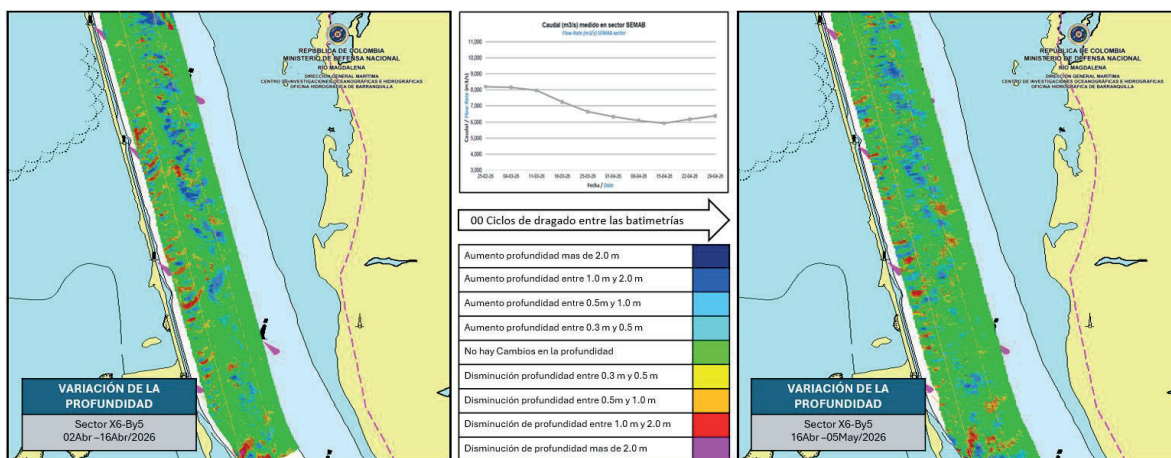 REPÚBLICA DE COLOMBIA
MINISTERIO DE DEFENSA NACIONAL
RÍO MAGDALENA
DIRECCIÓN GENERAL MARÍTIMA
CENTRO DE INVESTIGACIONES OCEANOGRÁFICAS E HIDROGRÁFICAS
OFICINA HIDROGRÁFICA DE BARRANQUILLA
VARIACIÓN DE LA
PROFUNDIDAD
Sector X6-By5
02Abr –16Abr/2026
Caudal (m3/s) medido en sector SEMAB
Flow Rate (m3/s) SEMAB sector
Caudal / Flow Rate (m3/s)
11,000
10,000
9,000
8,000
7,000
6,000
5,000
4,000
3,000
Fecha / Date
00 Ciclos de dragado entre las batimetrías
Aumento profundidad mas de 2.0 m
Aumento profundidad entre 1.0 m y 2.0 m
Aumento profundidad entre 0.5m y 1.0 m
Aumento profundidad entre 0.3 m y 0.5 m
No hay Cambios en la profundidad
Disminución profundidad entre 0.3 m y 0.5 m
Disminución profundidad entre 0.5m y 1.0 m
Disminución de profundidad entre 1.0 m y 2.0 m
Disminución de profundidad mas de 2.0 m
REPÚBLICA DE COLOMBIA
MINISTERIO DE DEFENSA NACIONAL
RÍO MAGDALENA
DIRECCIÓN GENERAL MARÍTIMA
CENTRO DE INVESTIGACIONES OCEANOGRÁFICAS E HIDROGRÁFICAS
OFICINA HIDROGRÁFICA DE BARRANQUILLA
VARIACIÓN DE LA
PROFUNDIDAD
Sector X6-By5
16Abr –05May/2026